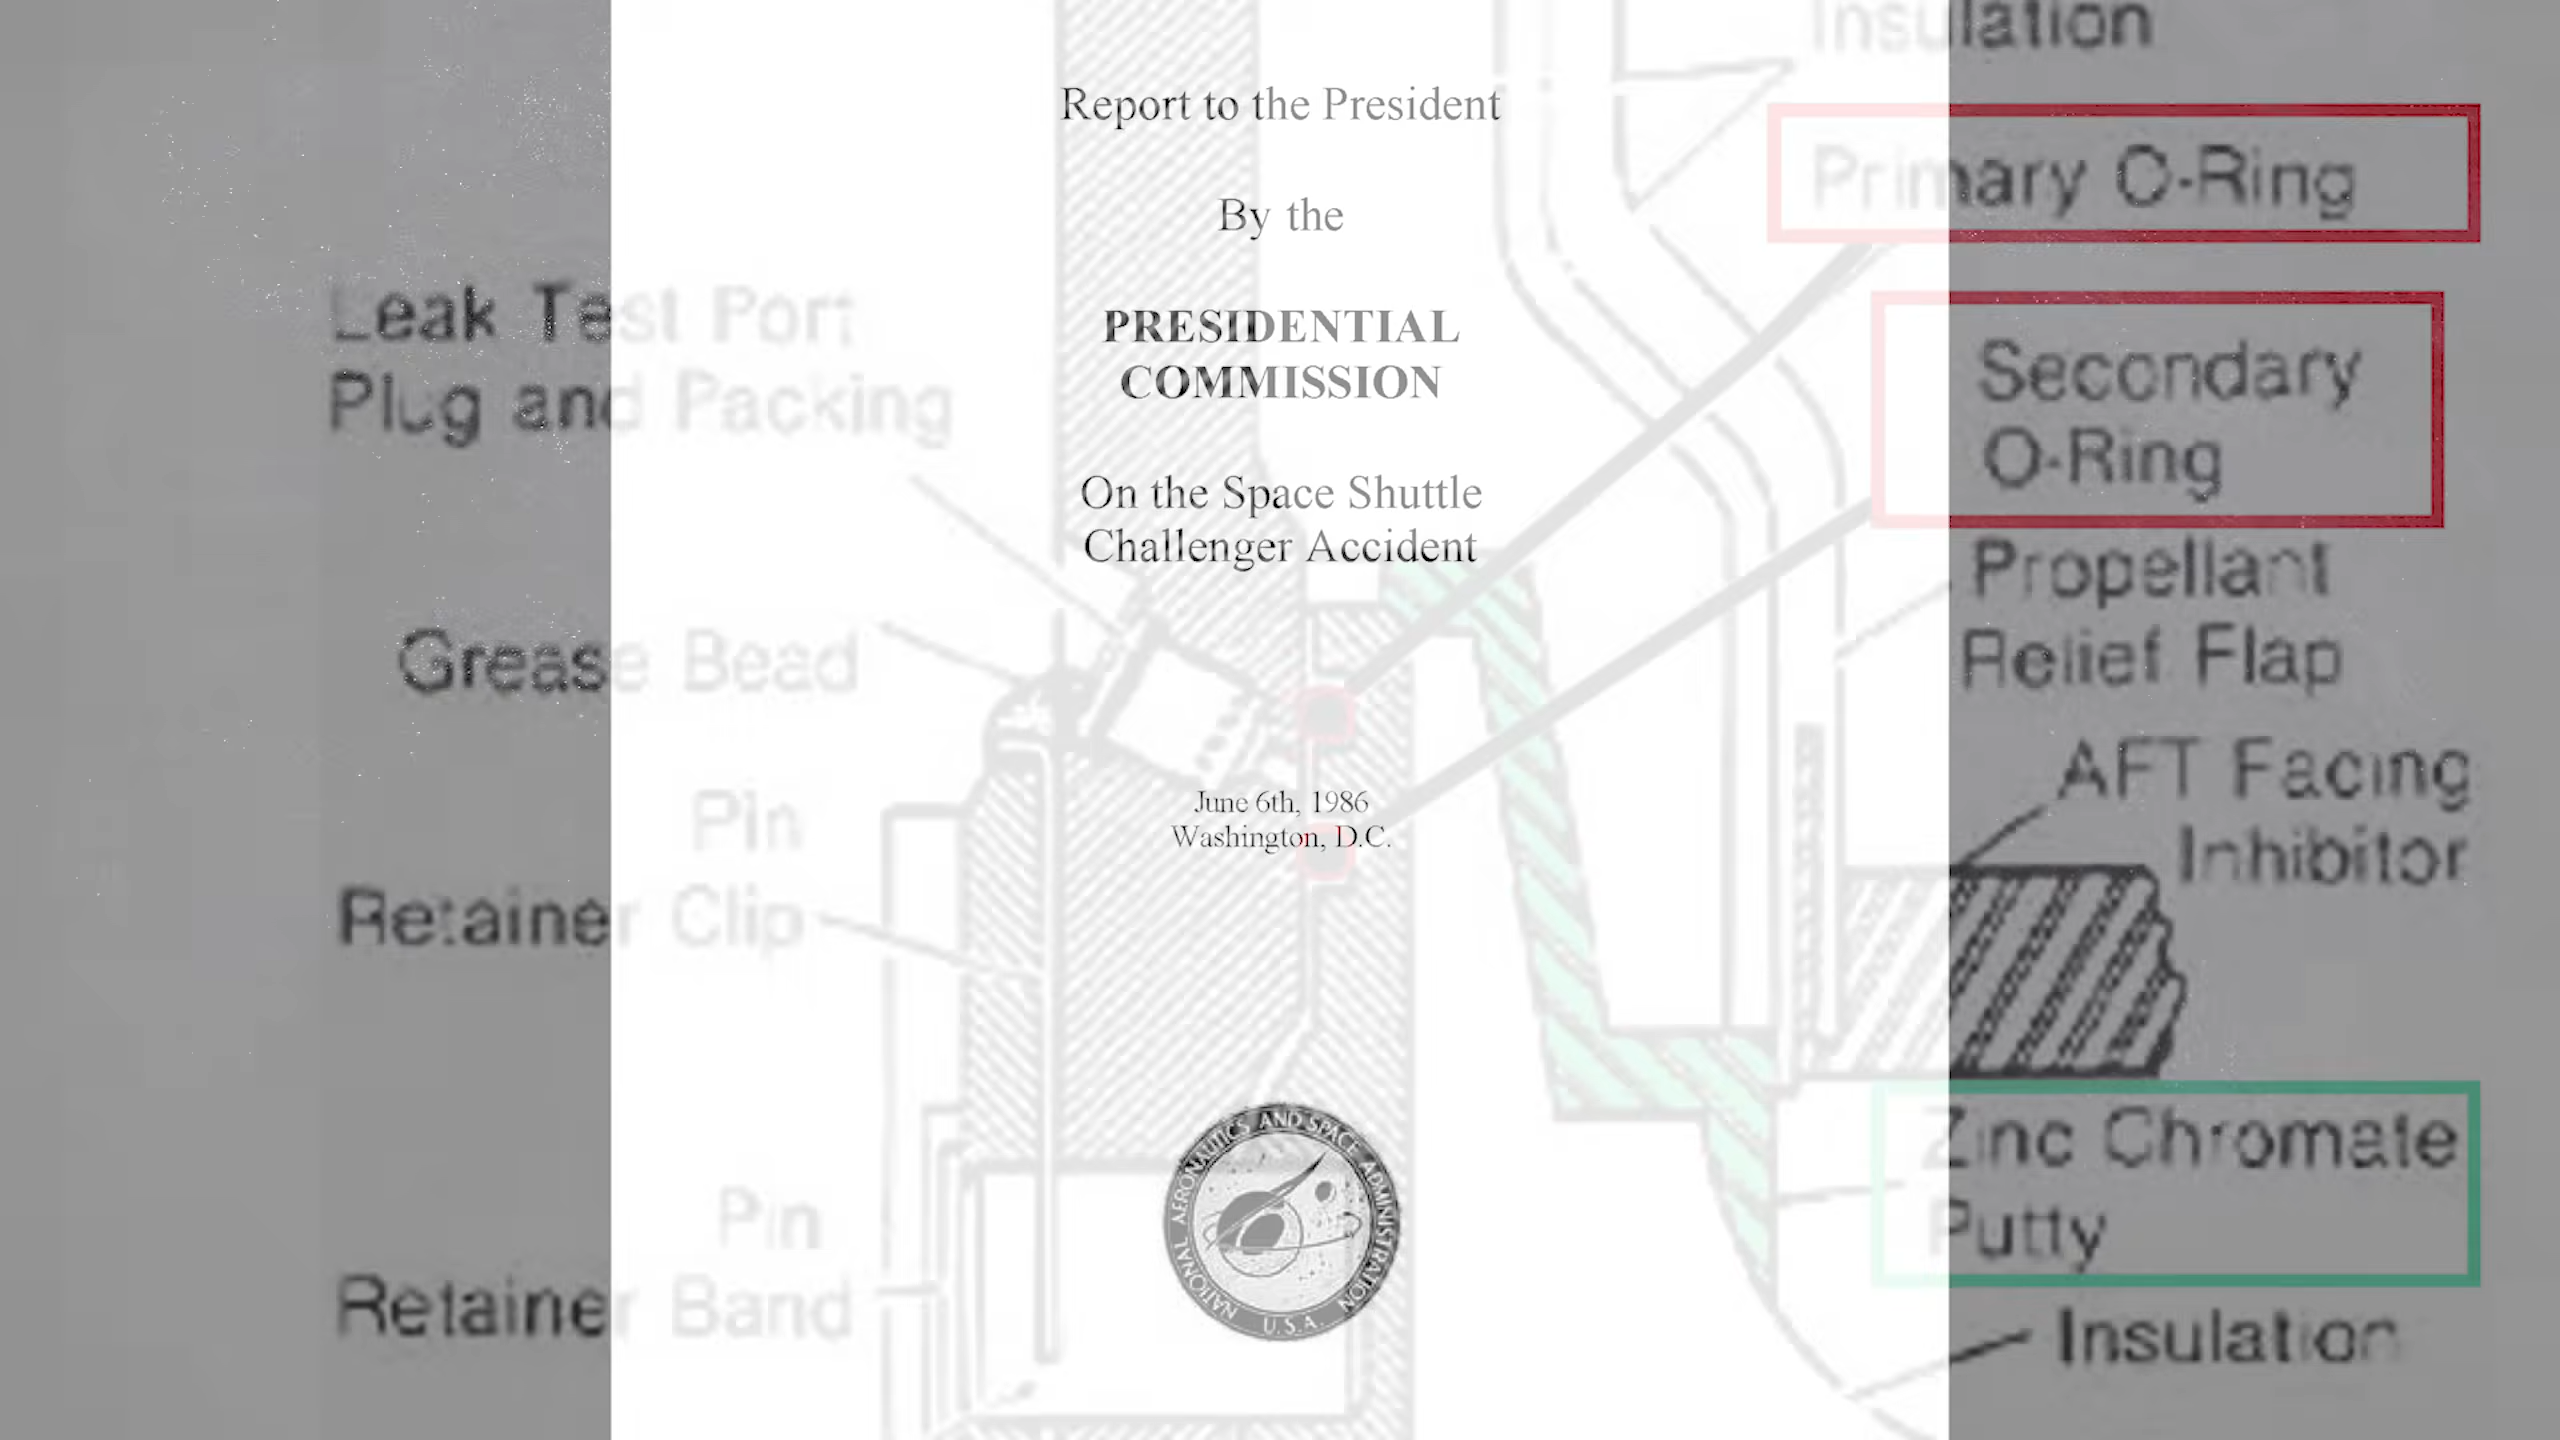 Report to the President
By the
PRESIDENTIAL
COMMISSION
On the Space Shuttle
Challenger Accident
June 6th, 1986
Washington, D.C.
NATIONAL AERONAUTICS AND SPACE ADMINISTRATION
U.S.A.
Leak Test Port
Plug and Packing
Grease Bead
Pin
Retainer Clip
Pin
Retainer Band
Insulation
Primary O-Ring
Secondary
O-Ring
Propellant
Relief Flap
AFT Facing
Inhibitor
Zinc Chromate
Putty
Insulation